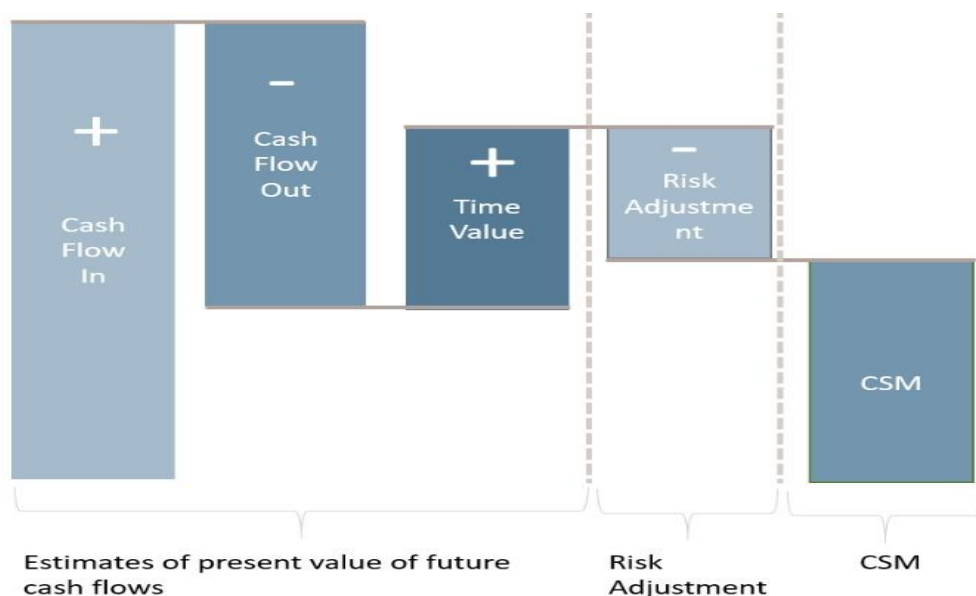 +
Cash
Flow
In
-
Cash
Flow
Out
+
Time
Value
-
Risk
Adjustme
nt
CSM
Estimates of present value of future
cash flows
Risk
Adjustment
CSM